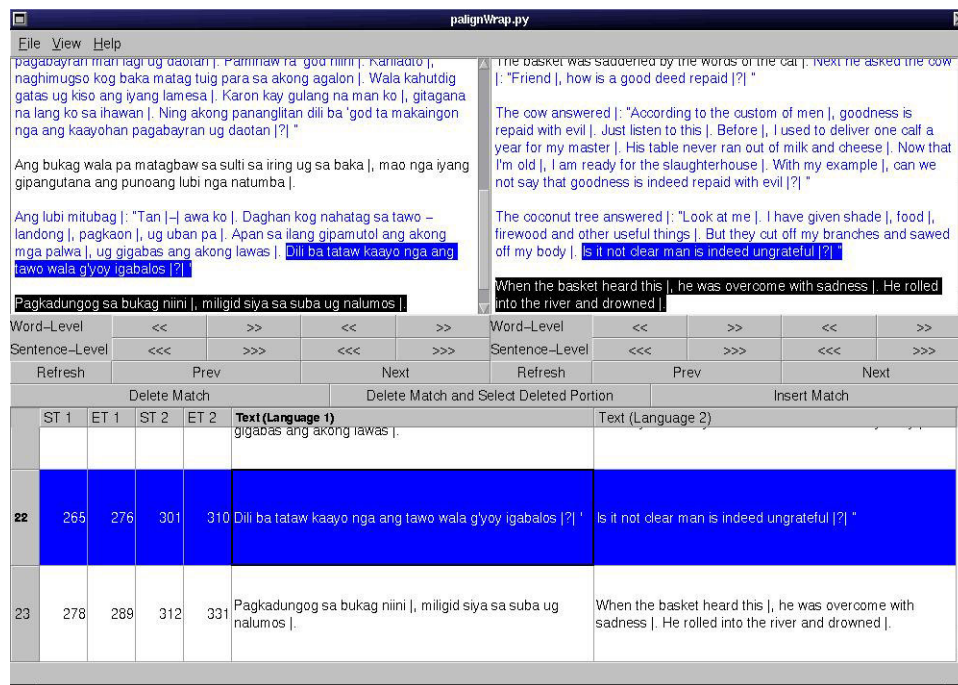 palignWrap.py
File View Help
pagabayran man lagi ug daotan |. Paminaw ra 'god niini |. Kaniadto |,
naghimugso kog baka matag tuig para sa akong agalon |. Wala kahutdig
gatas ug kiso ang iyang lamesa |. Karon kay gulang na man ko |, gitagana
na lang ko sa ihawan |. Ning akong pananglitan dili ba 'god ta makaingon
nga ang kaayohan pagabayran ug daotan |?| "
Ang bukag wala pa matagbaw sa sulti sa iring ug sa baka |, mao nga iyang
gipangutana ang punoang lubi nga natumba |.
Ang lubi mitubag |: "Tan |–| awa ko |. Daghan kog nahatag sa tawo –
landong |, pagkaon |, ug uban pa |. Apan sa ilang gipamutol ang akong
mga palwa |, ug gigabas ang akong lawas |. Dili ba tataw kaayo nga ang
tawo wala g'yoy igabalos |?| '
Pagkadungog sa bukag niini |, miligid siya sa suba ug nalumos |.
The basket was saddened by the words of the cat |. Next he asked the cow
|: "Friend |, how is a good deed repaid |?| "
The cow answered |: "According to the custom of men |, goodness is
repaid with evil |. Just listen to this |. Before |, I used to deliver one calf a
year for my master |. His table never ran out of milk and cheese |. Now that
I'm old |, I am ready for the slaughterhouse |. With my example |, can we
not say that goodness is indeed repaid with evil |?| "
The coconut tree answered |: "Look at me |. I have given shade |, food |,
firewood and other useful things |. But they cut off my branches and sawed
off my body |. Is it not clear man is indeed ungrateful |?| "
When the basket heard this |, he was overcome with sadness |. He rolled
into the river and drowned |.
Word–Level << >> << >> Word–Level << >> << >>
Sentence–Level <<< >>> <<< >>> Sentence–Level <<< >>> <<< >>>
Refresh Prev Next Refresh Prev Next
Delete Match Delete Match and Select Deleted Portion Insert Match
ST 1 ET 1 ST 2 ET 2 Text (Language 1) Text (Language 2)
gigabas ang akong lawas |.
22 265 276 301 310 Dili ba tataw kaayo nga ang tawo wala g'yoy igabalos |?| ' Is it not clear man is indeed ungrateful |?| "
23 278 289 312 331 Pagkadungog sa bukag niini |, miligid siya sa suba ug
nalumos |.
When the basket heard this |, he was overcome with
sadness |. He rolled into the river and drowned |.